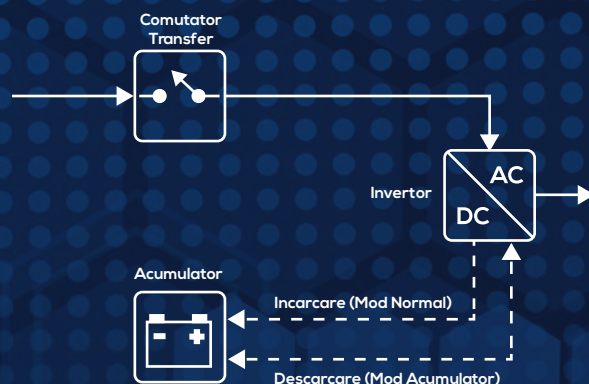 Comutator
Transfer
Invertor
AC
DC
Acumulator
Incarcare (Mod Normal)
- +
Descarcare (Mod Acumulator)